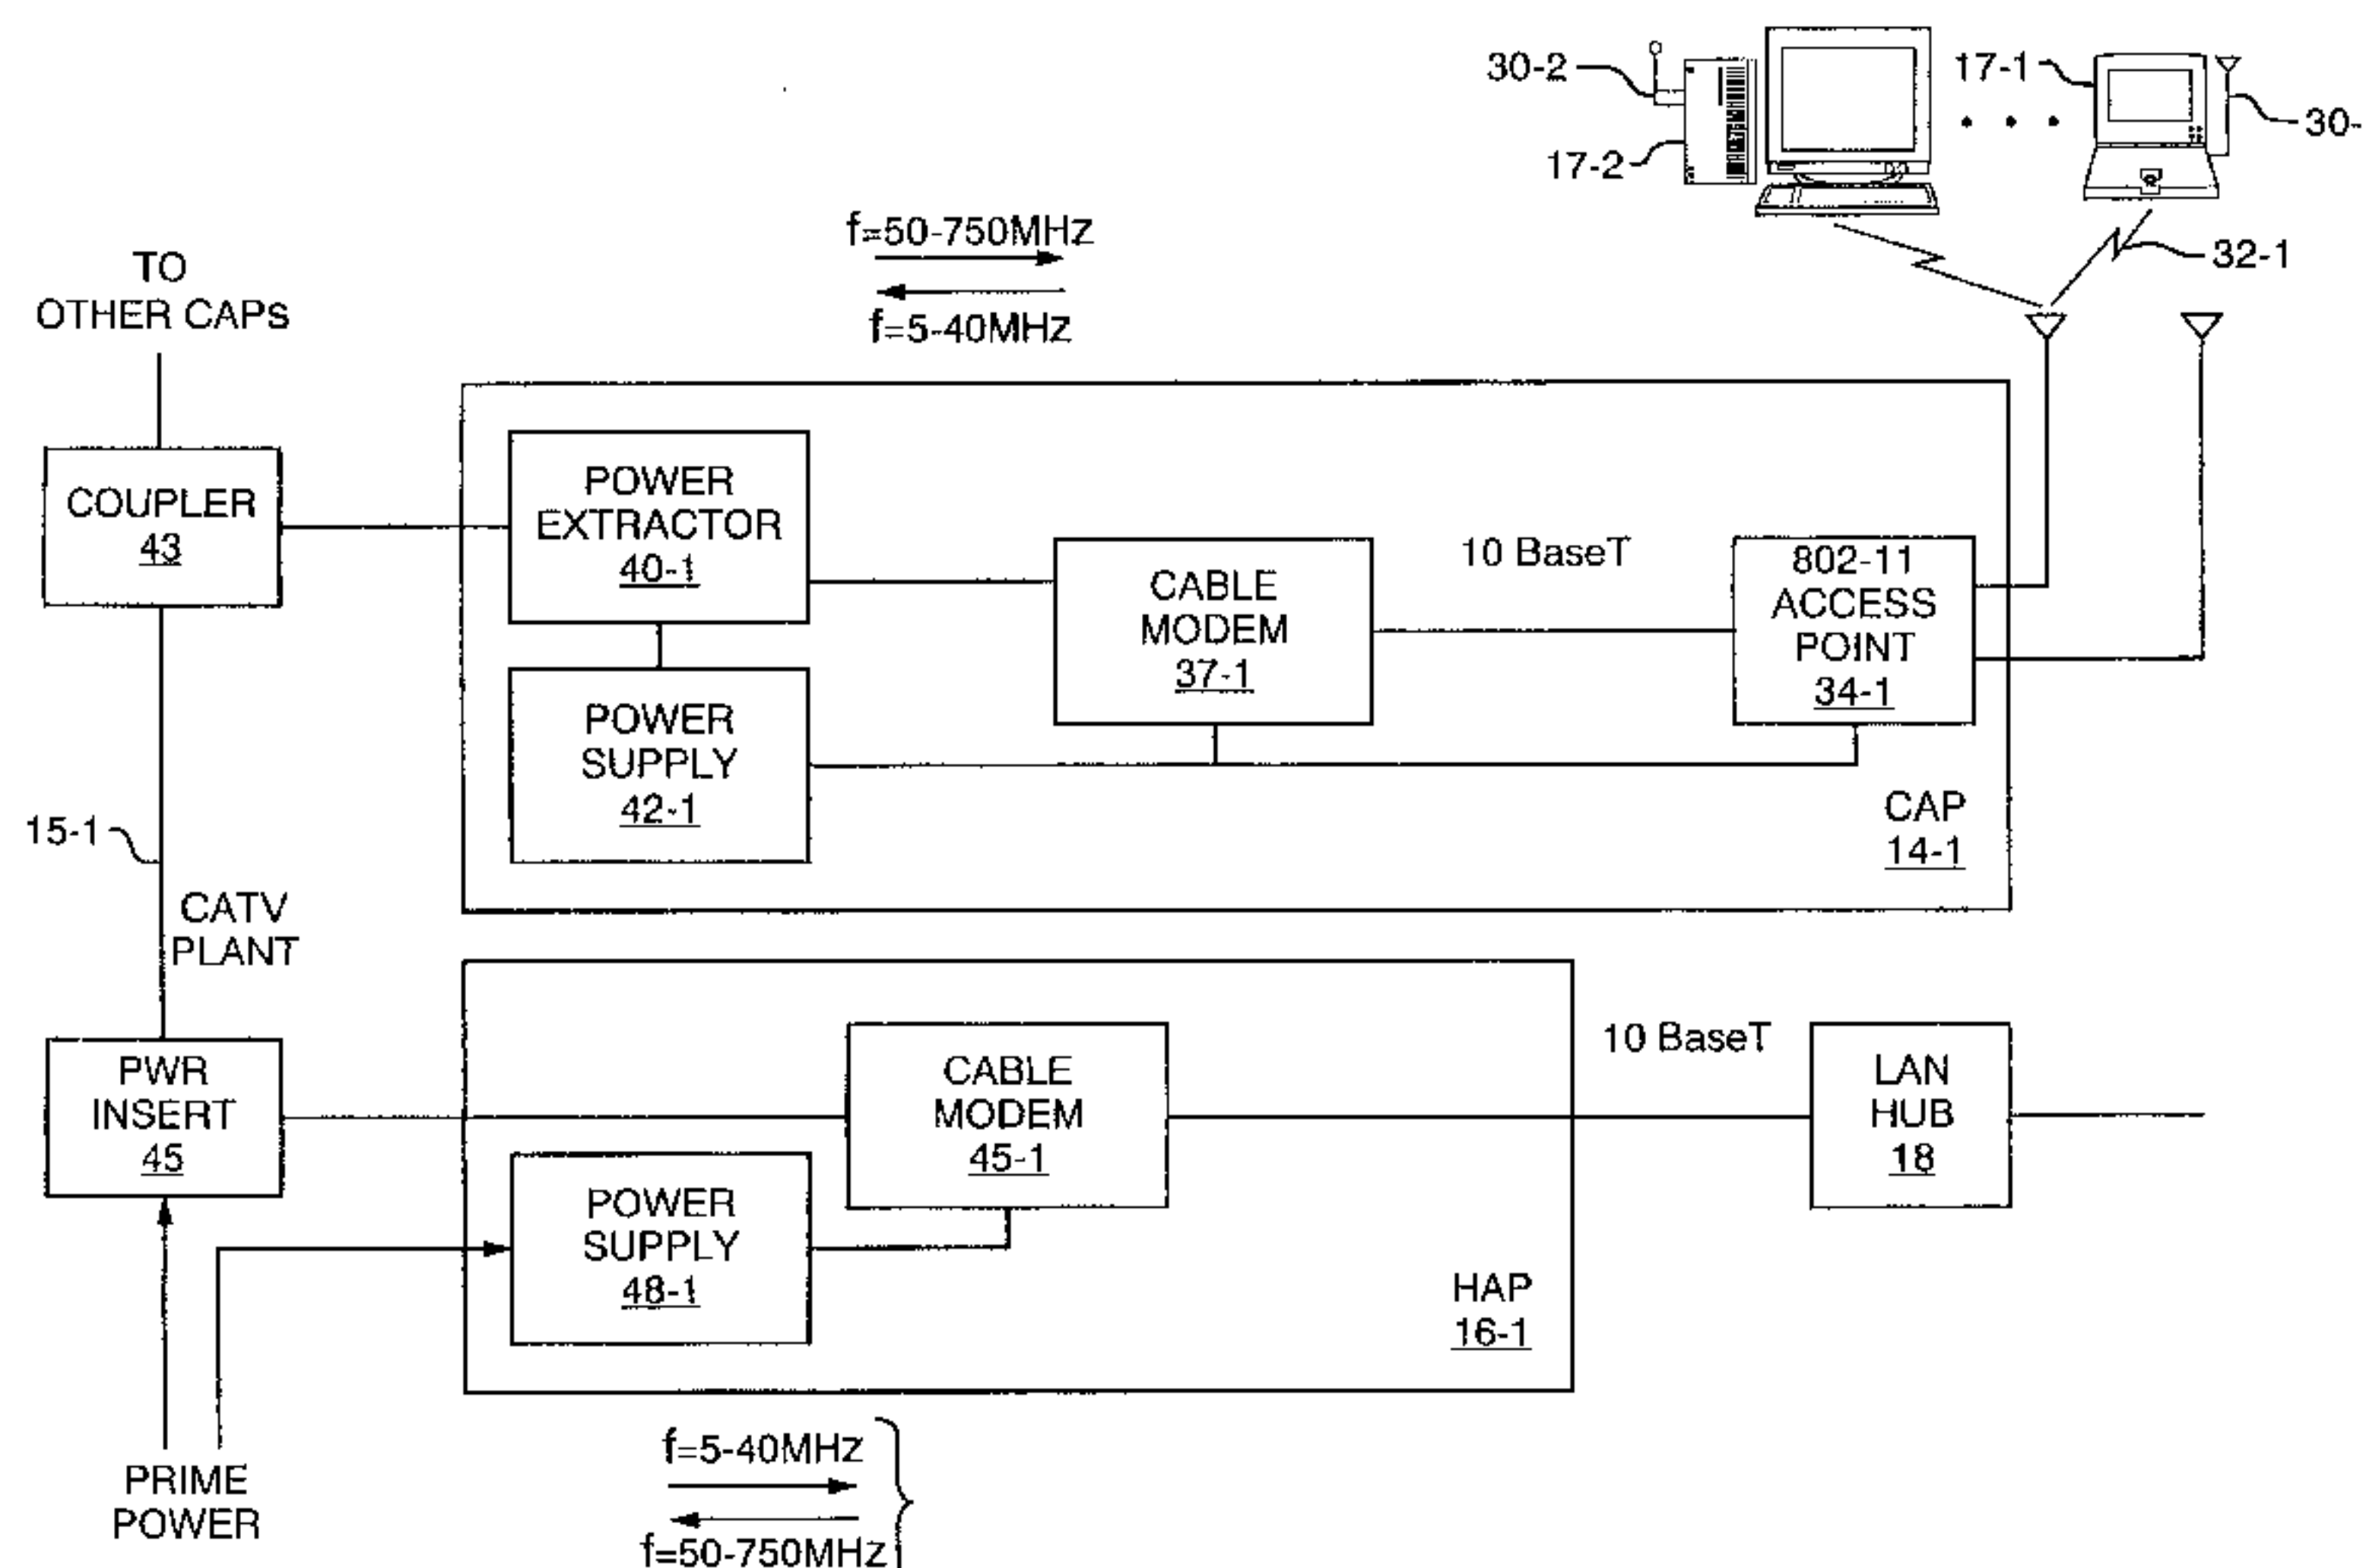 30-2
17-1
30-
17-2
32-1
f=50-750MHz
f=5-40MHz
TO
OTHER CAPs
COUPLER
43
POWER
EXTRACTOR
40-1
CABLE
MODEM
37-1
10 BaseT
802-11
ACCESS
POINT
34-1
POWER
SUPPLY
42-1
CAP
14-1
15-1
CATV
PLANT
PWR
INSERT
45
CABLE
MODEM
45-1
10 BaseT
LAN
HUB
18
POWER
SUPPLY
48-1
HAP
16-1
PRIME
POWER
f=5-40MHz
f=50-750MHz